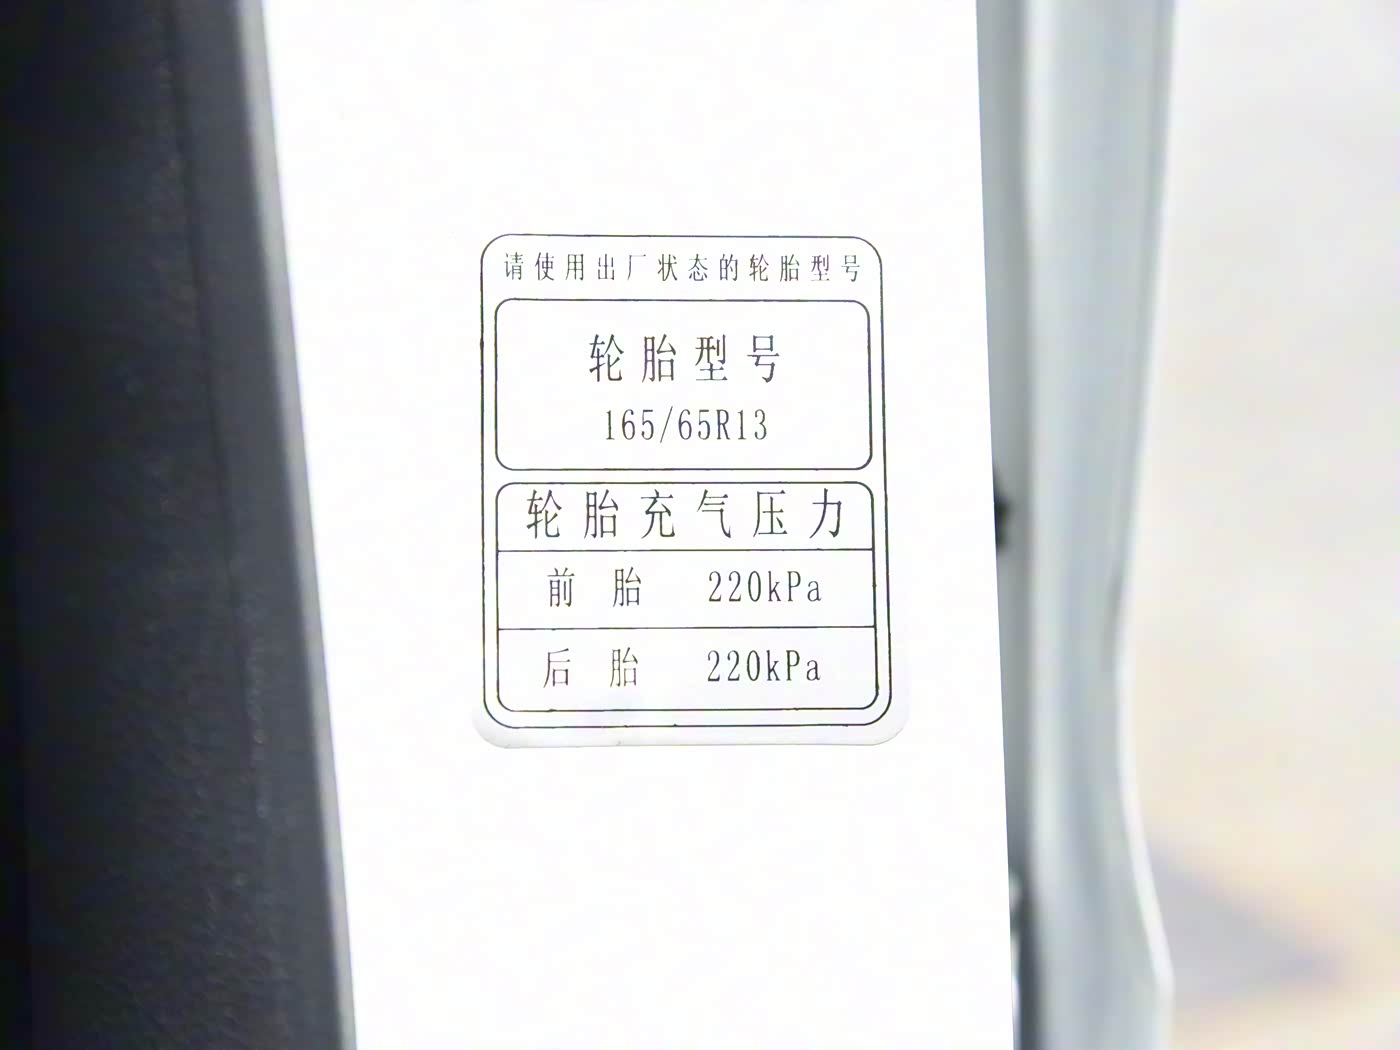 请使用出厂状态的轮胎型号
轮胎型号
165/65R13
轮胎充气压力
前胎 220kPa
后胎 220kPa